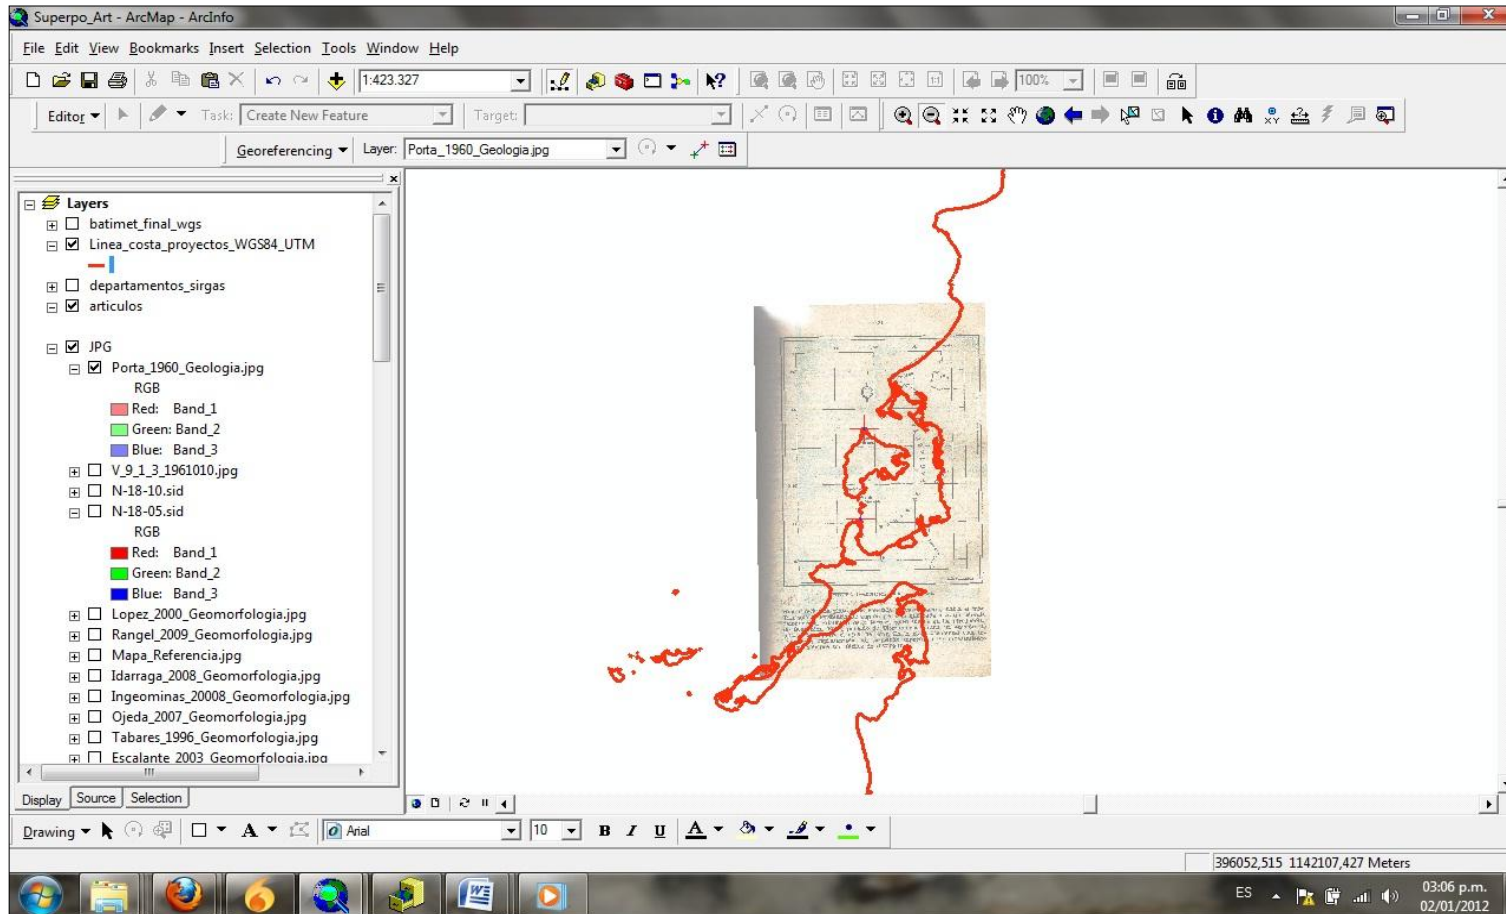 Superpo_Art - ArcMap - ArcInfo
File Edit View Bookmarks Insert Selection Tools Window Help
1:423.327
100%
Editor Task: Create New Feature Target:
Georeferencing Layer: Porta_1960_Geologia.jpg
Layers
batimet_final_wgs
Linea_costa_proyectos_WGS84_UTM
departamentos_sirgas
articulos
JPG
Porta_1960_Geologia.jpg
RGB
Red: Band_1
Green: Band_2
Blue: Band_3
V_9_1_3_1961010.jpg
N-18-10.sid
N-18-05.sid
RGB
Red: Band_1
Green: Band_2
Blue: Band_3
Lopez_2000_Geomorfologia.jpg
Rangel_2009_Geomorfologia.jpg
Mapa_Referencia.jpg
Idarraga_2008_Geomorfologia.jpg
Ingeominas_20008_Geomorfologia.jpg
Ojeda_2007_Geomorfologia.jpg
Tabares_1996_Geomorfologia.jpg
Escalante_2003_Geomorfologia.jpg
Display Source Selection
Drawing A Arial 10 B I U A
396052,515 1142107,427 Meters
ES 03:06 p.m.
02/01/2012